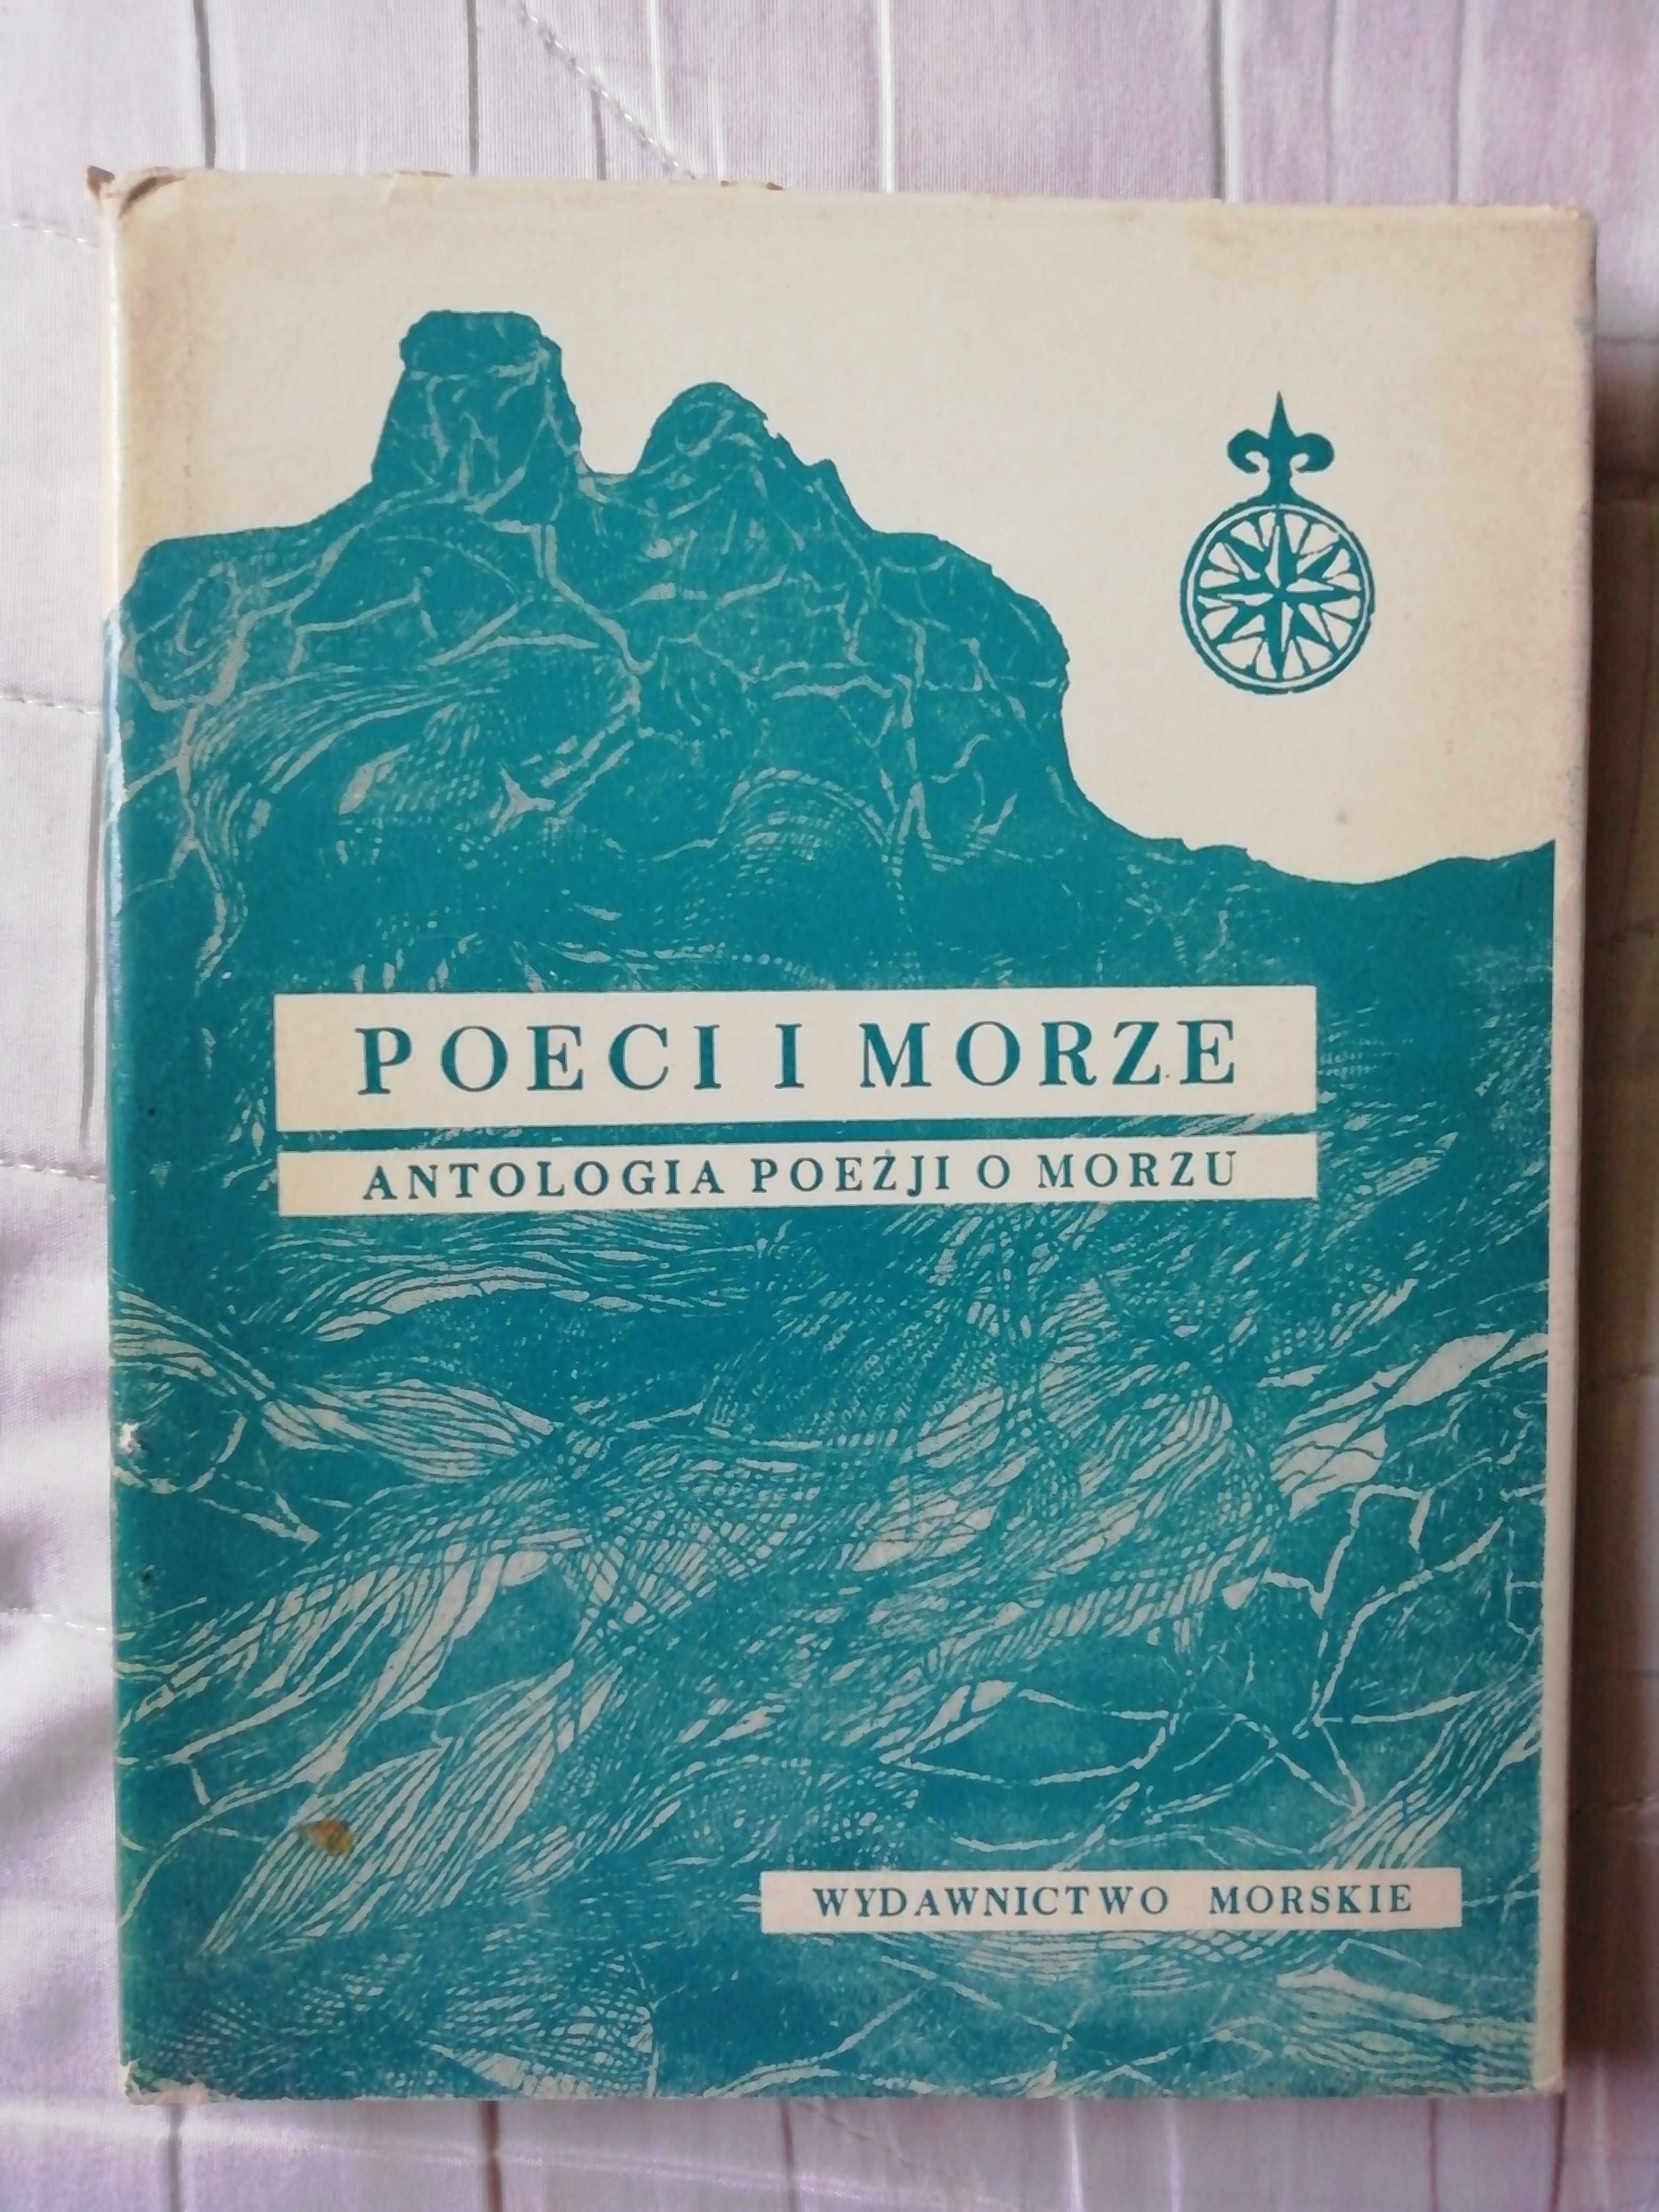 POECI I MORZE
ANTOLOGIA POEZJI O MORZU
WYDAWNICTWO MORSKIE